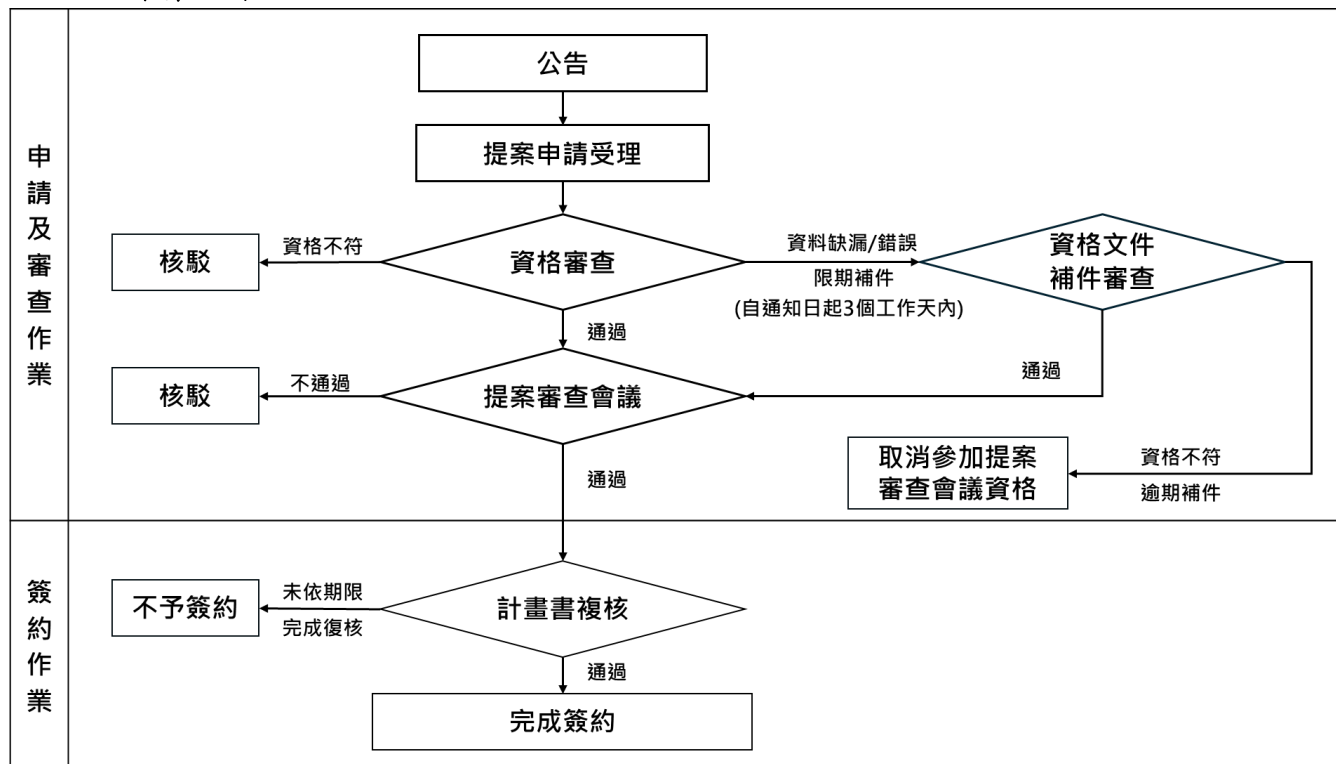 申請及審查作業
公告
提案申請受理
資格審查
資格不符
核駁
資料缺漏/錯誤
限期補件
(自通知日起3個工作天內)
資格文件
補件審查
通過
通過
提案審查會議
不通過
核駁
資格不符
逾期補件
取消參加提案
審查會議資格
通過
簽約作業
計畫書複核
未依期限
完成復核
不予簽約
通過
完成簽約